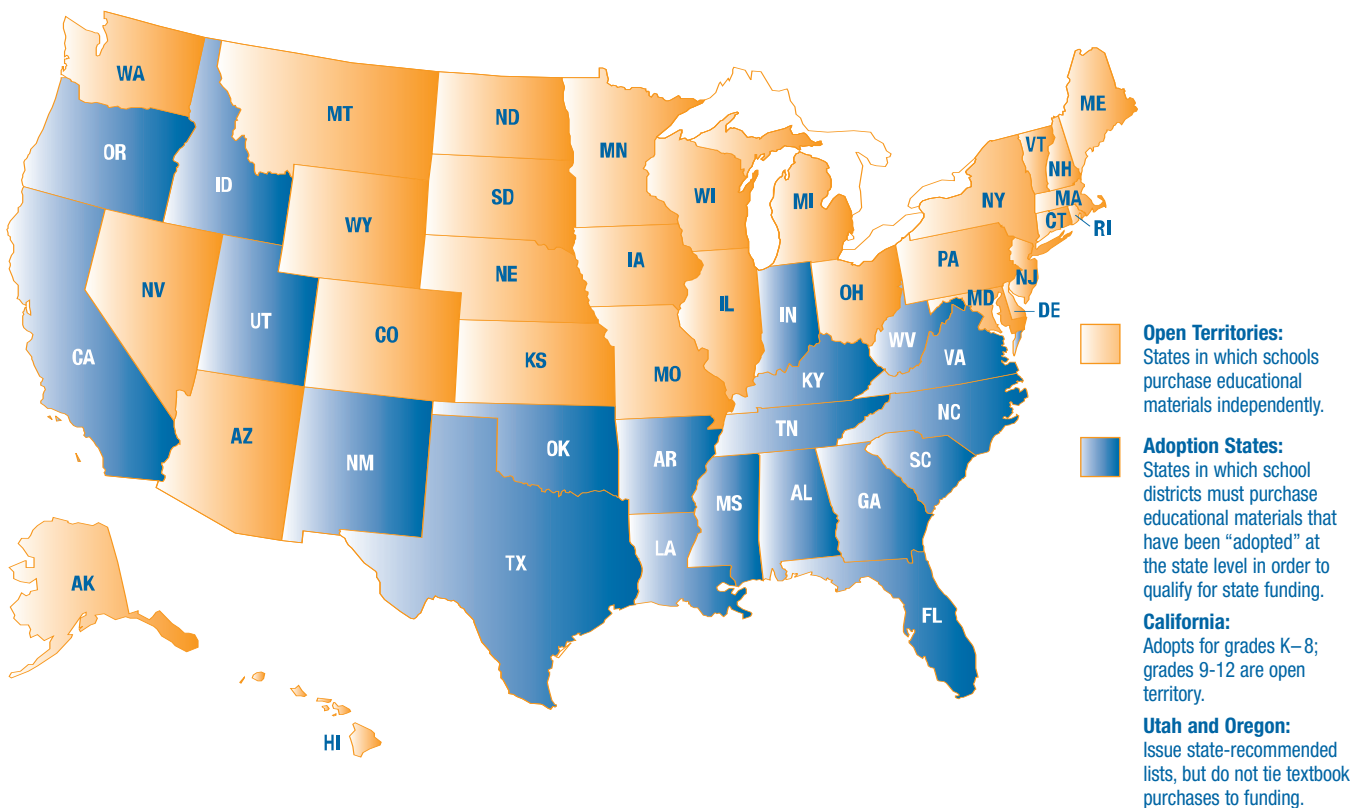 WA
MT
ND
MN
ME
VT
NH
OR
ID
SD
WI
MI
NY
MA
CT
RI
WY
IA
NE
PA
NJ
NV
UT
CO
IL
IN
OH
MD
DE
CA
KS
MO
WV
KY
VA
AZ
NM
OK
AR
TN
NC
SC
TX
LA
MS
AL
GA
FL
AK
HI
Open Territories:
States in which schools
purchase educational
materials independently.
Adoption States:
States in which school
districts must purchase
educational materials that
have been “adopted” at
the state level in order to
qualify for state funding.
California:
Adopts for grades K–8;
grades 9-12 are open
territory.
Utah and Oregon:
Issue state-recommended
lists, but do not tie textbook
purchases to funding.